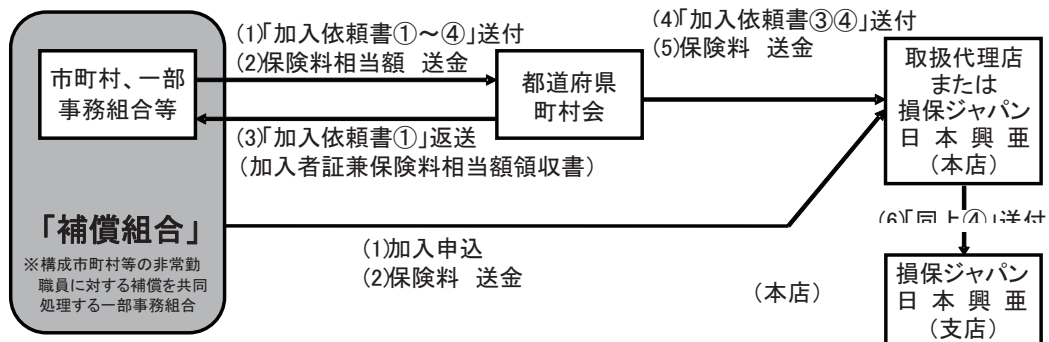 (1)「加入依頼書①～④」送付
(2)保険料相当額 送金
(4)「加入依頼書③④」送付
(5)保険料 送金
市町村、一部
事務組合等
都道府県
町村会
取扱代理店
または
損保ジャパン
日本興亜
（本店）
(3)「加入依頼書①」返送
（加入者証兼保険料相当額領収書）
「補償組合」
※構成市町村等の非常勤
職員に対する補償を共同
処理する一部事務組合
(1)加入申込
(2)保険料 送金
（本店）
(6)「同上④」送付
損保ジャパン
日本興亜
（支店）